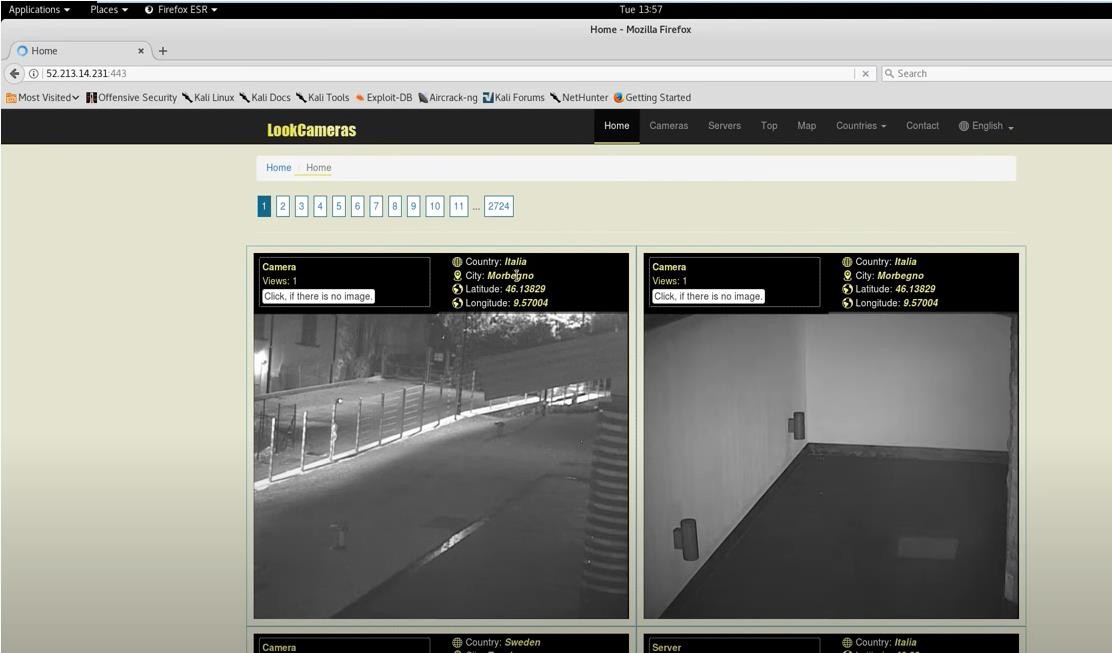 Applications Places Firefox ESR Tue 13:57
Home - Mozilla Firefox
Home
52.213.14.231:443 Search
Most Visited Offensive Security Kali Linux Kali Docs Kali Tools Exploit-DB Aircrack-ng Kali Forums NetHunter Getting Started
LookCameras Home Cameras Servers Top Map Countries Contact English
Home / Home
1 2 3 4 5 6 7 8 9 10 11 ... 2724
Camera
Views: 1
Click, if there is no image.
Country: Italia
City: Morbegno
Latitude: 46.13829
Longitude: 9.57004
Camera
Views: 1
Click, if there is no image.
Country: Italia
City: Morbegno
Latitude: 46.13829
Longitude: 9.57004
Camera
Country: Sweden
Server
Country: Italia